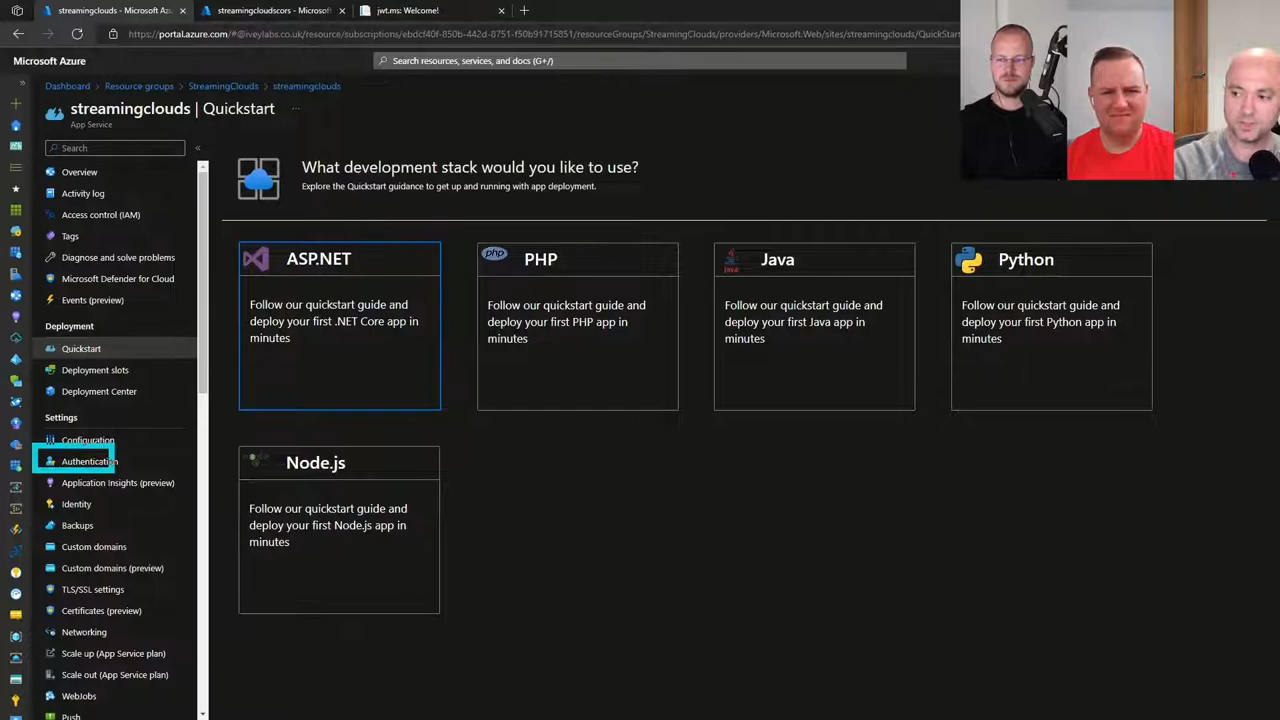 streamingclouds - Microsoft Az
streamingcloudscors - Microsoft
jwt.ms: Welcome!
https://portal.azure.com/#@iveylabs.co.uk/resource/subscriptions/ebdcf40f-850b-442d-8751-f50b91715851/resourceGroups/StreamingClouds/providers/Microsoft.Web/sites/streamingclouds/QuickStar
Microsoft Azure
Search resources, services, and docs (G+/)
Dashboard > Resource groups > StreamingClouds > streamingclouds
streamingclouds | Quickstart ...
App Service
Search
Overview
Activity log
Access control (IAM)
Tags
Diagnose and solve problems
Microsoft Defender for Cloud
Events (preview)
Deployment
Quickstart
Deployment slots
Deployment Center
Settings
Configuration
Authentication
Application Insights (preview)
Identity
Backups
Custom domains
Custom domains (preview)
TLS/SSL settings
Certificates (preview)
Networking
Scale up (App Service plan)
Scale out (App Service plan)
WebJobs
Push
What development stack would you like to use?
Explore the Quickstart guidance to get up and running with app deployment.
ASP.NET
Follow our quickstart guide and
deploy your first .NET Core app in
minutes
php
PHP
Follow our quickstart guide and
deploy your first PHP app in
minutes
Java
Java
Follow our quickstart guide and
deploy your first Java app in
minutes
Python
Follow our quickstart guide and
deploy your first Python app in
minutes
Node.js
Follow our quickstart guide and
deploy your first Node.js app in
minutes